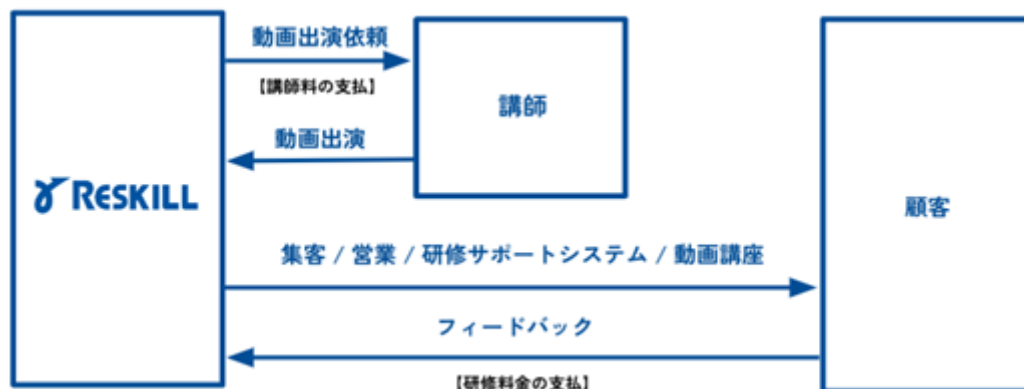 動画出演依頼
【講師料の支払】
動画出演
講師
RESKILL
顧客
集客 / 営業 / 研修サポートシステム / 動画講座
フィードバック
【研修料金の支払】